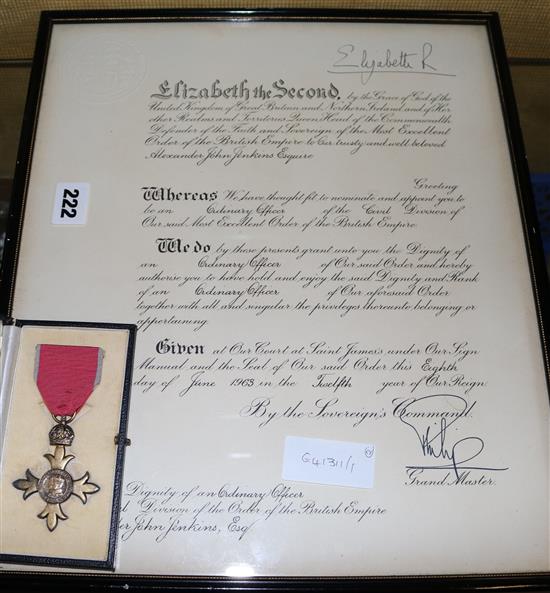 Elizabeth R
Elizabeth the Second, by the Grace of God of the
United Kingdom of Great Britain and Northern Ireland and of Her
other Realms and Territories Queen Head of the Commonwealth
Defender of the Faith and Sovereign of the Most Excellent
Order of the British Empire to Our trusty and well beloved
Alexander John Jenkins Esquire
Greeting
Whereas We have thought fit to nominate and appoint you to
be an Ordinary Officer of the Civil Division of
Our said Most Excellent Order of the British Empire
We do by these presents grant unto you the Dignity of
an Ordinary Officer of Our said Order and hereby
authorise you to have hold and enjoy the said Dignity and Rank
of an Ordinary Officer of Our aforesaid Order
together with all and singular the privileges thereunto belonging or
appertaining.
Given at Our Court at Saint James's under Our Sign
Manual and the Seal of Our said Order this Eighth
day of June 1963 in the Twelfth year of Our Reign.
By the Sovereign's Command.
Philip
Grand Master.
222
G41311/1
Dignity of an Ordinary Officer
Division of the Order of the British Empire
er John Jenkins, Esq